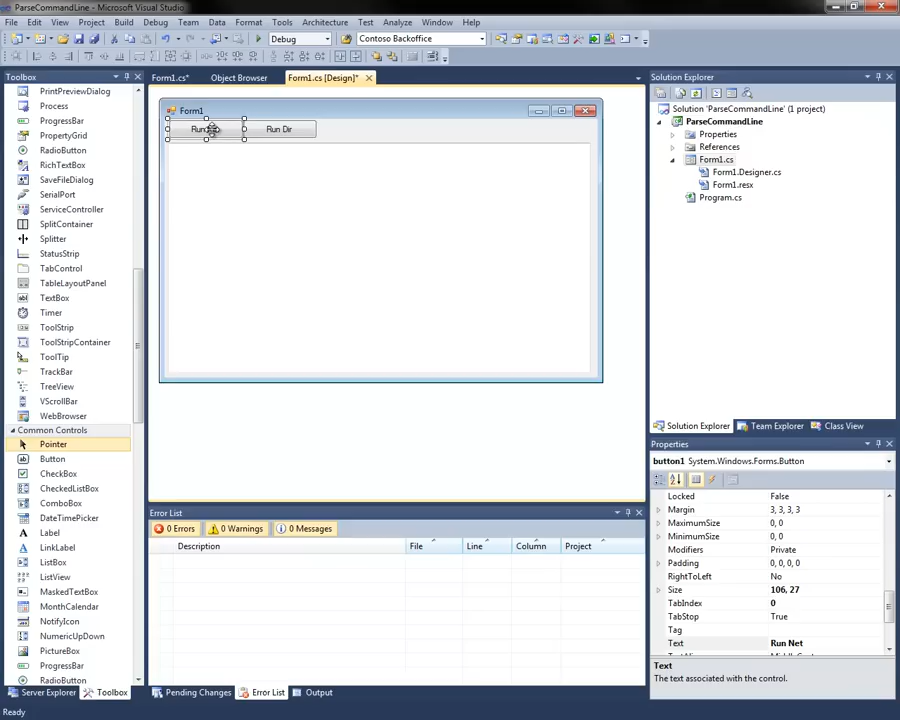 ParseCommandLine - Microsoft Visual Studio
File Edit View Project Build Debug Team Data Format Tools Architecture Test Analyze Window Help
Debug Contoso Backoffice
Toolbox
PrintPreviewDialog
Process
ProgressBar
PropertyGrid
RadioButton
RichTextBox
SaveFileDialog
SerialPort
ServiceController
SplitContainer
Splitter
StatusStrip
TabControl
TableLayoutPanel
TextBox
Timer
ToolStrip
ToolStripContainer
ToolTip
TrackBar
TreeView
VScrollBar
WebBrowser
Common Controls
Pointer
Button
CheckBox
CheckedListBox
ComboBox
DateTimePicker
Label
LinkLabel
ListBox
ListView
MaskedTextBox
MonthCalendar
NotifyIcon
NumericUpDown
PictureBox
ProgressBar
RadioButton
Server Explorer Toolbox
Form1.cs* Object Browser Form1.cs [Design]*
Form1
Run Run Dir
Error List
0 Errors 0 Warnings 0 Messages
Description File Line Column Project
Pending Changes Error List Output
Solution Explorer
Solution 'ParseCommandLine' (1 project)
ParseCommandLine
Properties
References
Form1.cs
Form1.Designer.cs
Form1.resx
Program.cs
Solution Explorer Team Explorer Class View
Properties
button1 System.Windows.Forms.Button
Locked False
Margin 3, 3, 3, 3
MaximumSize 0, 0
MinimumSize 0, 0
Modifiers Private
Padding 0, 0, 0, 0
RightToLeft No
Size 106, 27
TabIndex 0
TabStop True
Tag
Text Run Net
Text
The text associated with the control.
Ready